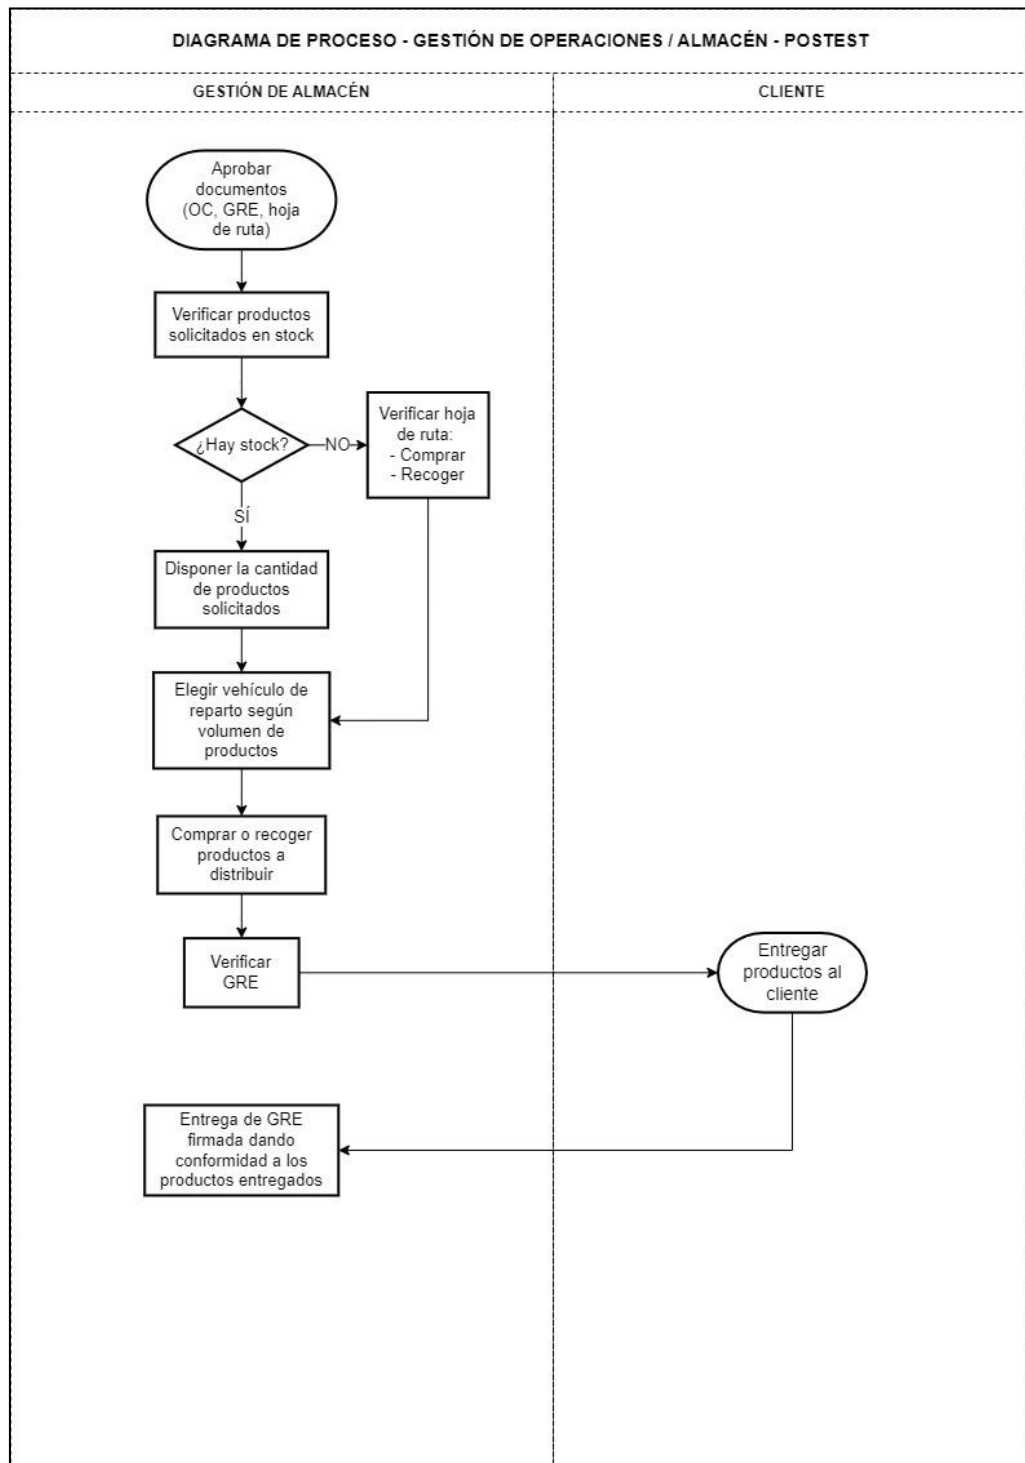 DIAGRAMA DE PROCESO - GESTIÓN DE OPERACIONES / ALMACÉN - POSTEST
GESTIÓN DE ALMACÉN
CLIENTE
Aprobar
documentos
(OC, GRE, hoja
de ruta)
Verificar productos
solicitados en stock
¿Hay stock?
NO
Verificar hoja
de ruta:
- Comprar
- Recoger
SÍ
Disponer la cantidad
de productos
solicitados
Elegir vehículo de
reparto según
volumen de
productos
Comprar o recoger
productos a
distribuir
Verificar
GRE
Entregar
productos al
cliente
Entrega de GRE
firmada dando
conformidad a los
productos entregados